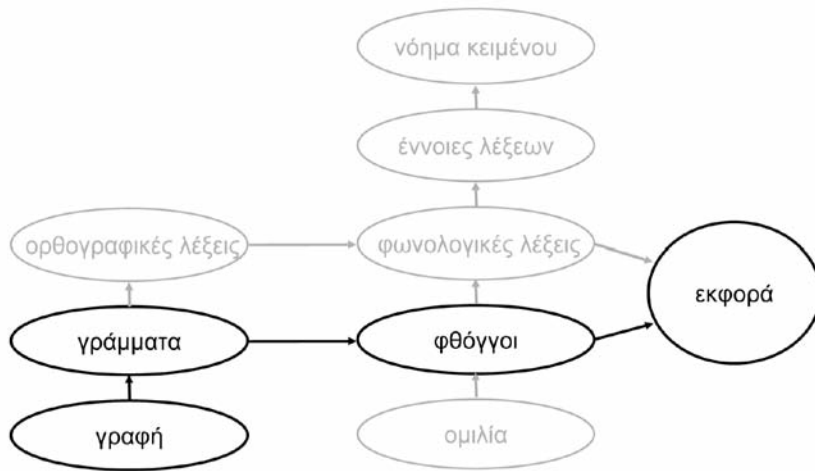 νόημα κειμένου
έννοιες λέξεων
ορθογραφικές λέξεις
φωνολογικές λέξεις
εκφορά
γράμματα
φθόγγοι
γραφή
ομιλία